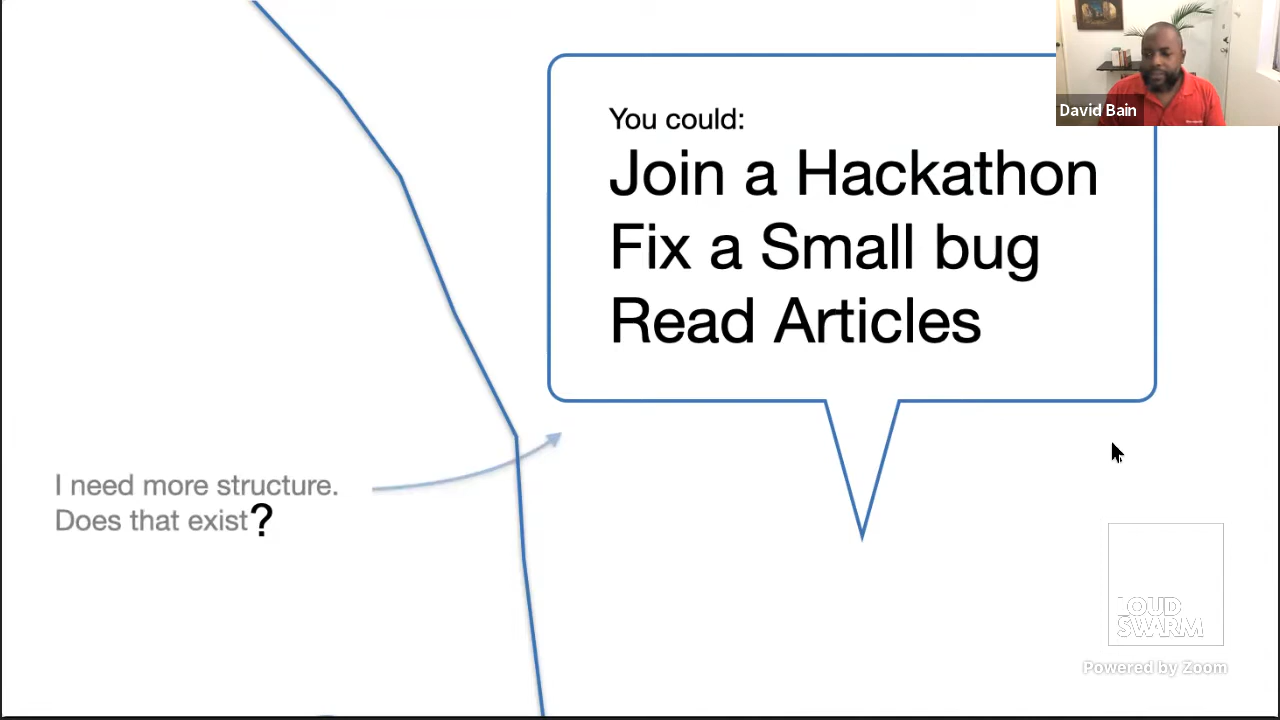 David Bain
You could:
Join a Hackathon
Fix a Small bug
Read Articles
I need more structure.
Does that exist?
LOUD
SWARM
Powered by Zoom